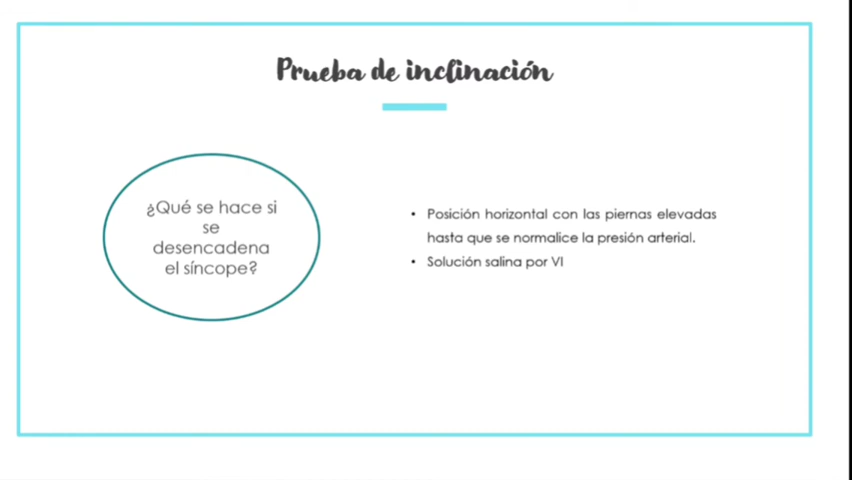 Prueba de inclinación
¿Qué se hace si
se
desencadena
el síncope?
• Posición horizontal con las piernas elevadas
hasta que se normalice la presión arterial.
• Solución salina por VI